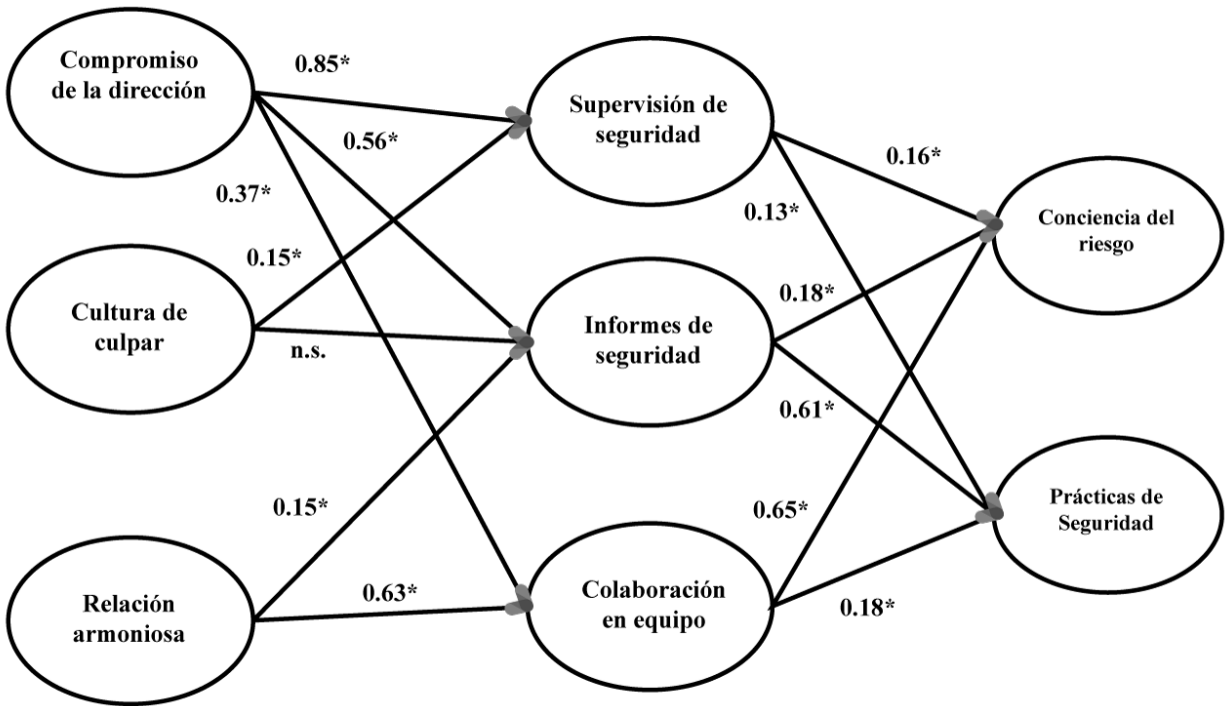 Compromiso
de la dirección
0.85*
0.56*
0.37*
Supervisión de
seguridad
0.16*
0.13*
Conciencia del
riesgo
Cultura de
culpar
0.15*
n.s.
Informes de
seguridad
0.18*
0.61*
Relación
armoniosa
0.15*
0.63*
Colaboración
en equipo
0.65*
0.18*
Prácticas de
Seguridad